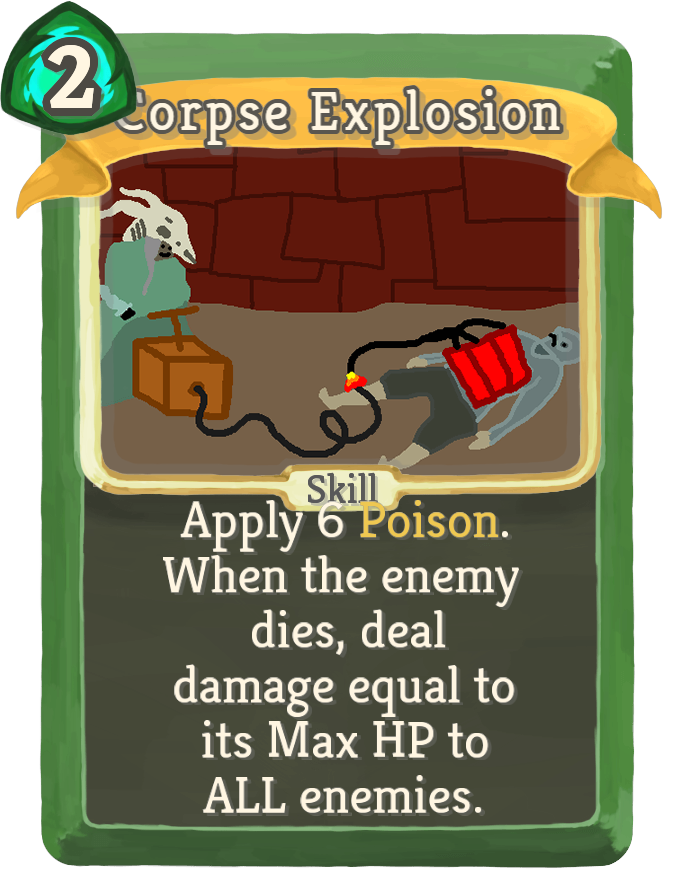 2
Corpse Explosion
Skill
Apply 6 Poison.
When the enemy
dies, deal
damage equal to
its Max HP to
ALL enemies.